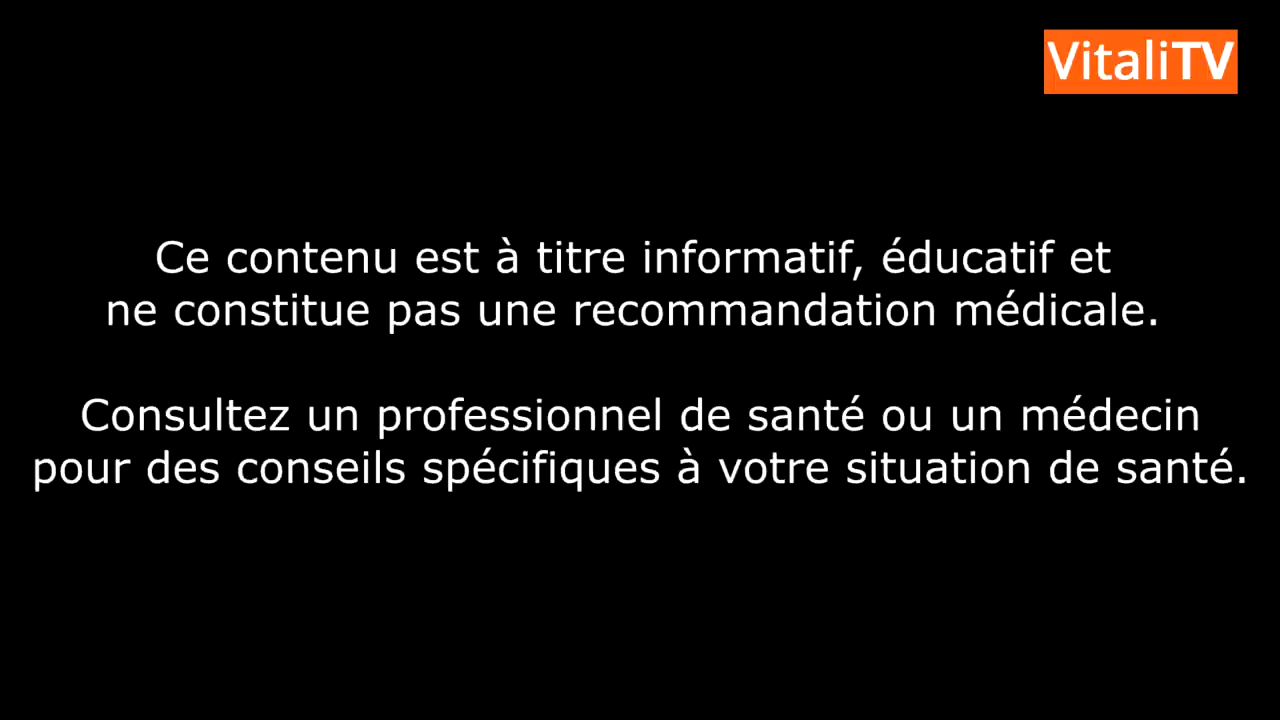 VitaliTV
Ce contenu est à titre informatif, éducatif et
ne constitue pas une recommandation médicale.
Consultez un professionnel de santé ou un médecin
pour des conseils spécifiques à votre situation de santé.